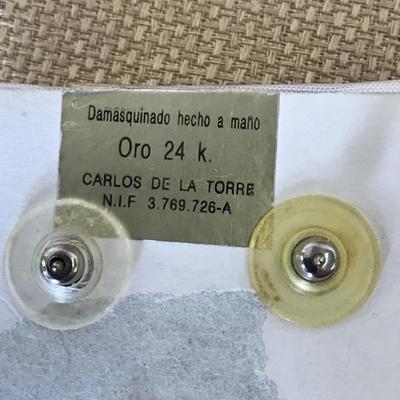 Damasquinado hecho a mano
Oro 24 k.
CARLOS DE LA TORRE
N.I.F 3.769.726-A